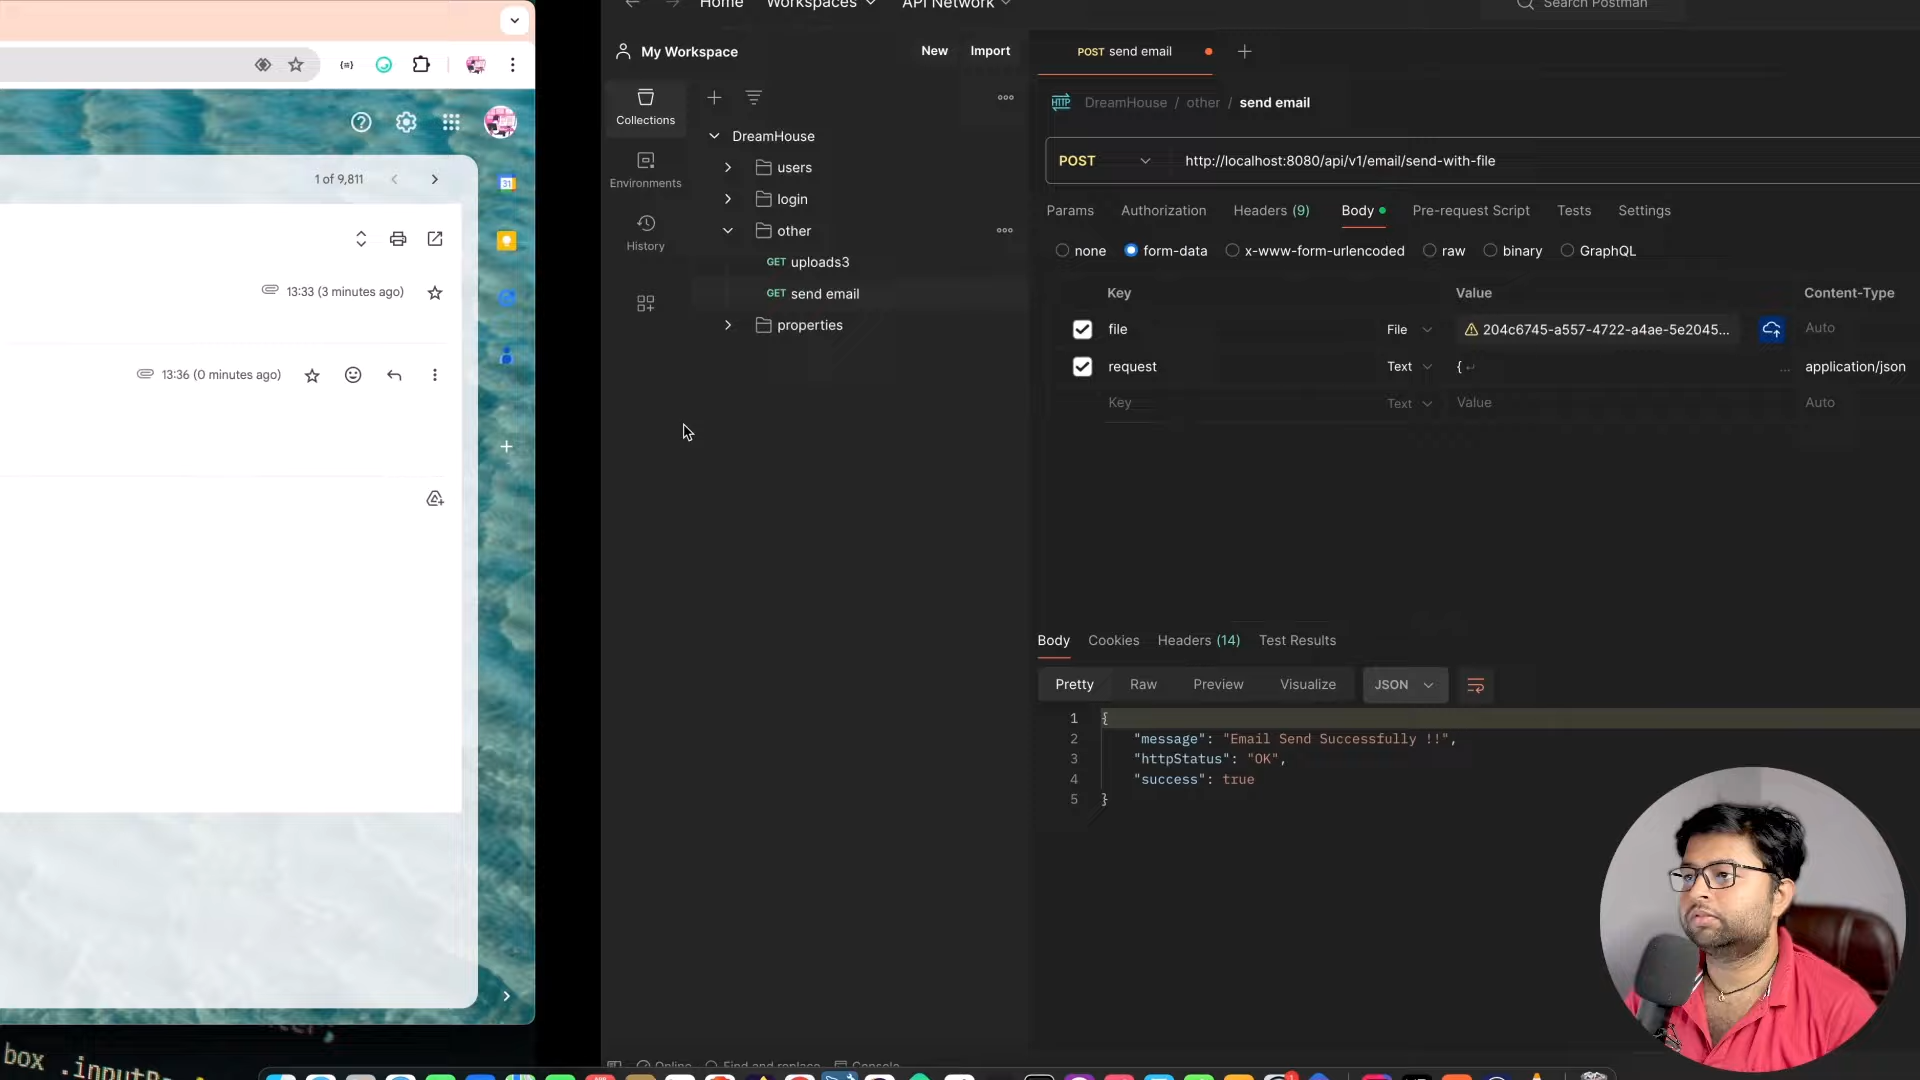 Home Workspaces API Network Search Postman
My Workspace New Import
POST send email
Collections
DreamHouse
DreamHouse / other / send email
HTTP
users
POST http://localhost:8080/api/v1/email/send-with-file
1 of 9,811
31
Environments
login
Params Authorization Headers (9) Body Pre-request Script Tests Settings
History
other
none form-data x-www-form-urlencoded raw binary GraphQL
GET uploads3
13:33 (3 minutes ago)
GET send email
Key Value Content-Type
properties
file File 204c6745-a557-4722-a4ae-5e2045... Auto
request Text { ... application/json
13:36 (0 minutes ago)
Key Text Value Auto
Body Cookies Headers (14) Test Results
Pretty Raw Preview Visualize JSON
1 {
2 "message": "Email Send Successfully !!",
3 "httpStatus": "OK",
4 "success": true
5 }
Online Find and replace Console
box .inputB